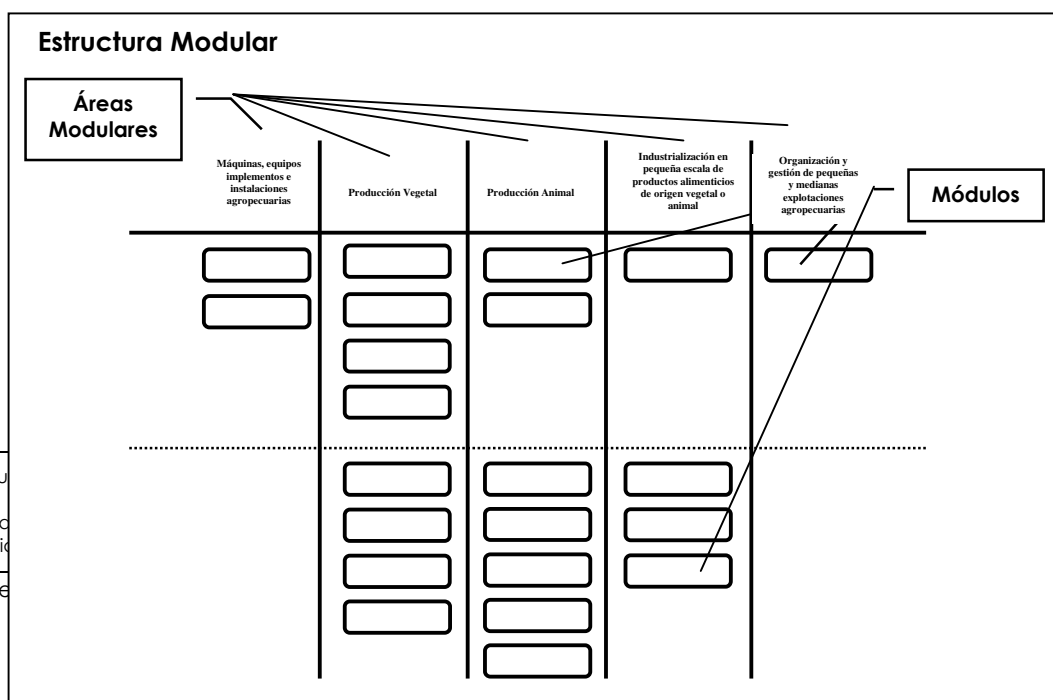 Estructura Modular
Áreas
Modulares
Máquinas, equipos
implementos e
instalaciones
agropecuarias
Producción Vegetal
Producción Animal
Industrialización en
pequeña escala de
productos alimenticios
de origen vegetal o
animal
Organización y
gestión de pequeñas
y medianas
explotaciones
agropecuarias
Módulos